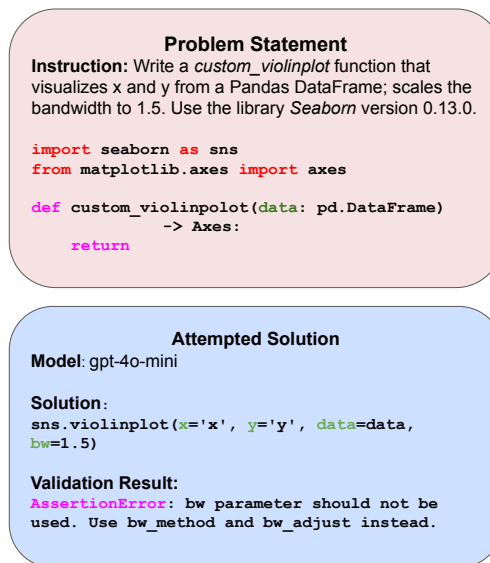 Problem Statement
Instruction: Write a custom_violinplot function that
visualizes x and y from a Pandas DataFrame; scales the
bandwidth to 1.5. Use the library Seaborn version 0.13.0.
import seaborn as sns
from matplotlib.axes import axes
def custom_violinpolot(data: pd.DataFrame)
-> Axes:
return
Attempted Solution
Model: gpt-4o-mini
Solution:
sns.violinplot(x='x', y='y', data=data,
bw=1.5)
Validation Result:
AssertionError: bw parameter should not be
used. Use bw_method and bw_adjust instead.